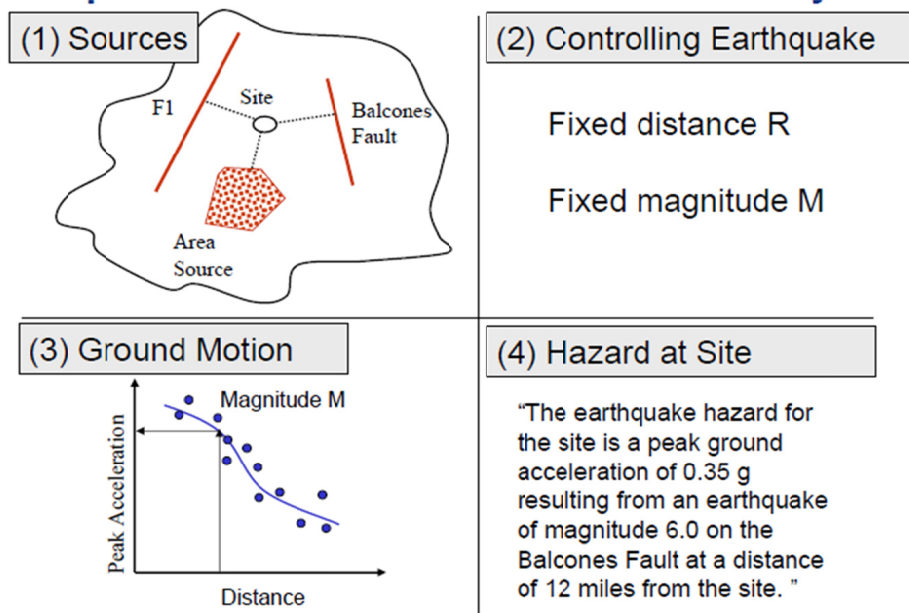 (1) Sources
F1
Site
Balcones
Fault
Area
Source
(2) Controlling Earthquake
Fixed distance R
Fixed magnitude M
(3) Ground Motion
Magnitude M
Peak Acceleration
Distance
(4) Hazard at Site
“The earthquake hazard for
the site is a peak ground
acceleration of 0.35 g
resulting from an earthquake
of magnitude 6.0 on the
Balcones Fault at a distance
of 12 miles from the site. ”